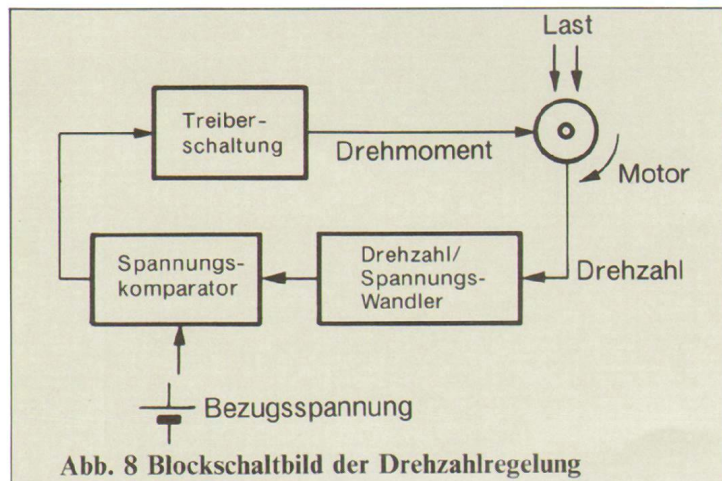 Last
Treiber-
schaltung
Drehmoment
Motor
Spannungs-
komparator
Drehzahl/
Spannungs-
Wandler
Drehzahl
Bezugsspannung
Abb. 8 Blockschaltbild der Drehzahlregelung